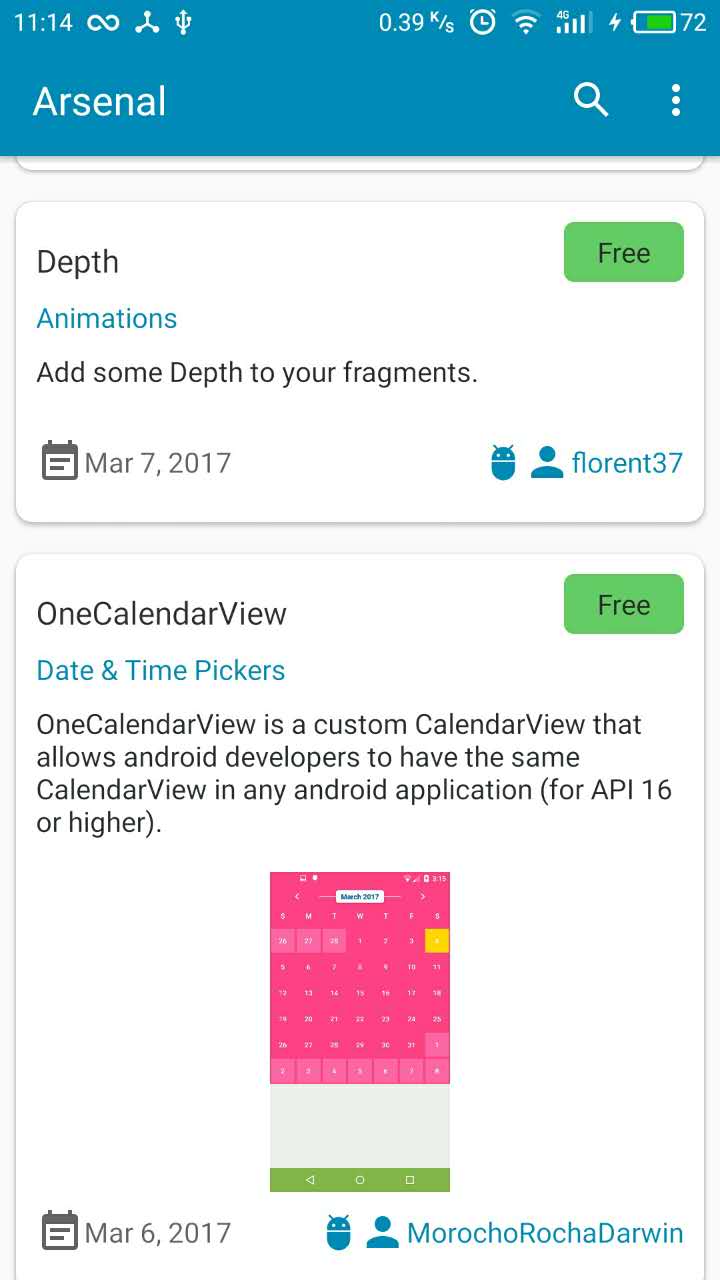 11:14 0.39 K/s 4G 72
Arsenal
Depth
Free
Animations
Add some Depth to your fragments.
Mar 7, 2017 florent37
OneCalendarView
Free
Date & Time Pickers
OneCalendarView is a custom CalendarView that
allows android developers to have the same
CalendarView in any android application (for API 16
or higher).
3:15
March 2017
S M T W T F S
26 27 28 1 2 3 4
5 6 7 8 9 10 11
12 13 14 15 16 17 18
19 20 21 22 23 24 25
26 27 28 29 30 31 1
2 3 4 5 6 7 8
Mar 6, 2017 MorochoRochaDarwin